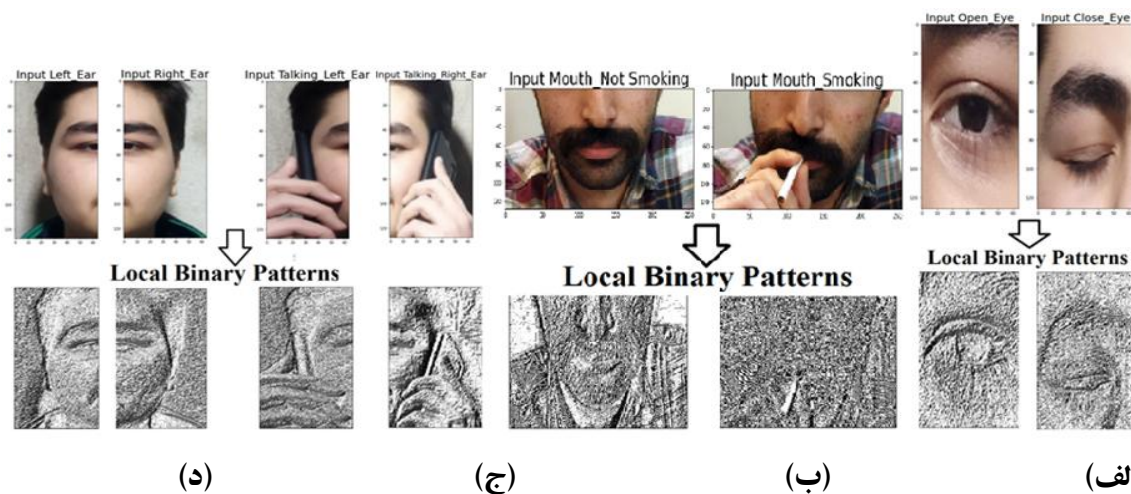 Input Left_Ear
Input Right_Ear
Input Talking_Left_Ear
Input Talking_Right_Ear
Input Mouth_Not Smoking
Input Mouth_Smoking
Input Open_Eye
Input Close_Eye
Local Binary Patterns
Local Binary Patterns
Local Binary Patterns
(د)
(ج)
(ب)
لف)